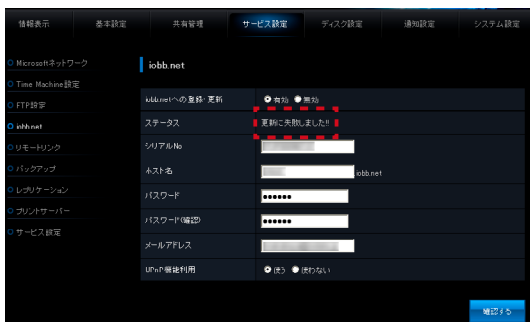 情報表示 基本設定 共有管理 サービス設定 ディスク設定 通知設定 システム設定
Microsoftネットワーク
Time Machine設定
FTP設定
iobb.net
リモートリンク
バックアップ
レプリケーション
プリントサーバー
サービス設定
iobb.net
iobb.netへの登録・更新 有効 無効
ステータス 更新に失敗しました!!
シリアルNo
ホスト名 .iobb.net
パスワード ●●●●●●
パスワード(確認) ●●●●●●
メールアドレス
UPnP機能利用 使う 使わない
確認する